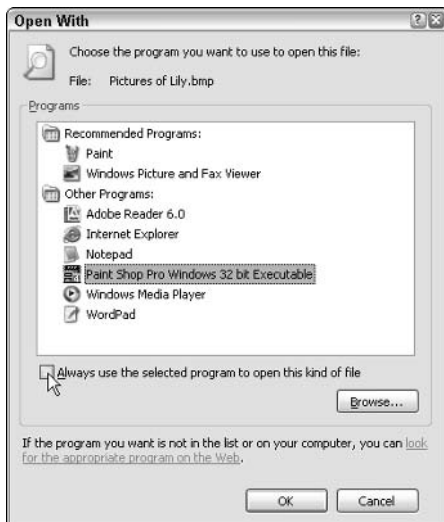 Open With
Choose the program you want to use to open this file:
File: Pictures of Lily.bmp
Programs
Recommended Programs:
Paint
Windows Picture and Fax Viewer
Other Programs:
Adobe Reader 6.0
Internet Explorer
Notepad
Paint Shop Pro Windows 32 bit Executable
Windows Media Player
WordPad
Always use the selected program to open this kind of file
Browse...
If the program you want is not in the list or on your computer, you can look
for the appropriate program on the Web.
OK Cancel